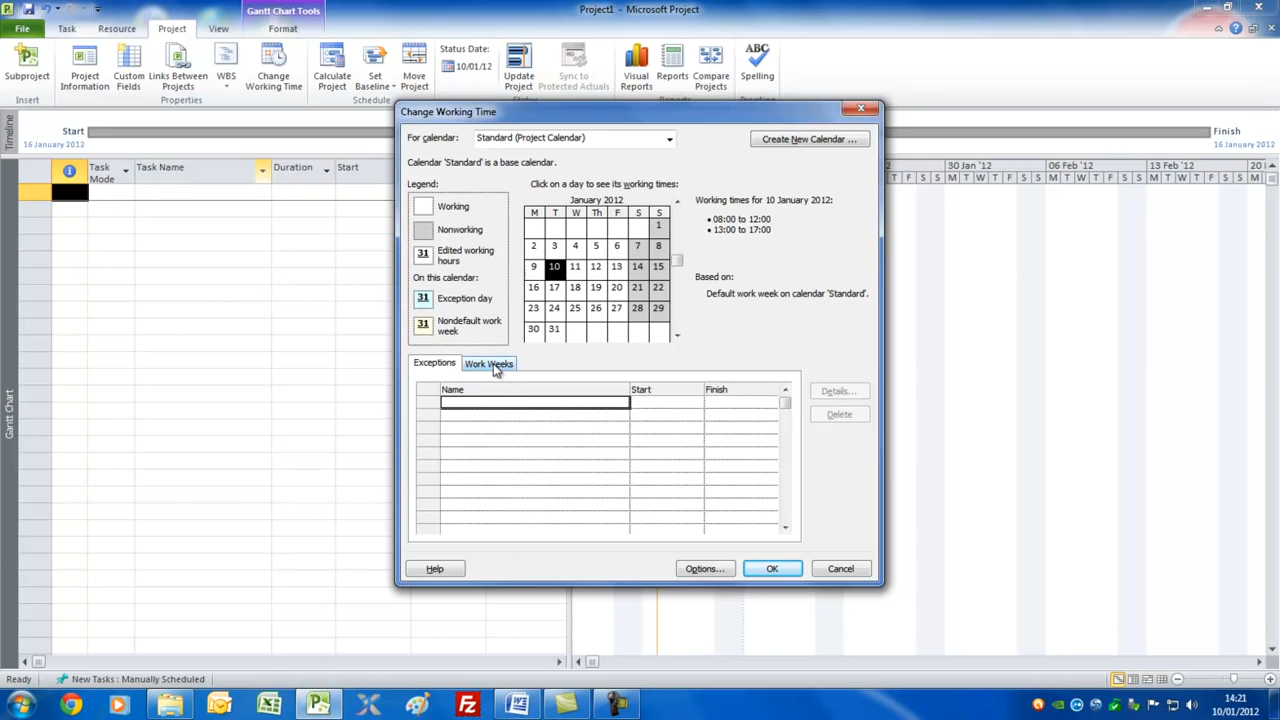 Gantt Chart Tools
Project1 - Microsoft Project
File Task Resource Project View Format
Subproject
Project Information
Custom Fields
Links Between Projects
WBS
Change Working Time
Calculate Project
Set Baseline
Move Project
Status Date:
10/01/12
Update Project
Sync to Protected Actuals
Visual Reports
Reports
Compare Projects
ABC
Spelling
Insert
Properties
Schedule
Timeline
Start
16 January 2012
Finish
16 January 2012
Task Mode
Task Name
Duration
Start
30 Jan '12 06 Feb '12 13 Feb '12 20
S S M T W T F S S M T W T F S S M T W T F S S M
Gantt Chart
Change Working Time
For calendar: Standard (Project Calendar)
Create New Calendar ...
Calendar 'Standard' is a base calendar.
Legend:
Working
Nonworking
31 Edited working hours
On this calendar:
31 Exception day
31 Nondefault work week
Click on a day to see its working times:
January 2012
M T W Th F S S
1
2 3 4 5 6 7 8
9 10 11 12 13 14 15
16 17 18 19 20 21 22
23 24 25 26 27 28 29
30 31
Working times for 10 January 2012:
• 08:00 to 12:00
• 13:00 to 17:00
Based on:
Default work week on calendar 'Standard'.
Exceptions Work Weeks
Name Start Finish
Details...
Delete
Help Options... OK Cancel
Ready New Tasks : Manually Scheduled
14:21
10/01/2012